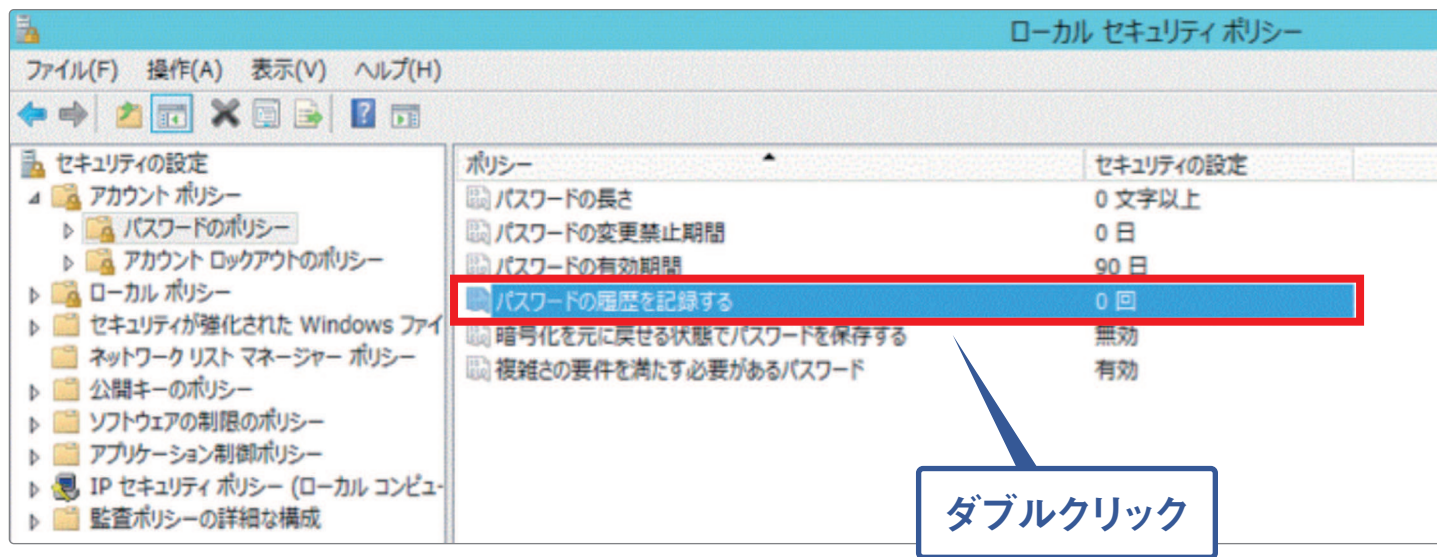 ローカル セキュリティ ポリシー
ファイル(F) 操作(A) 表示(V) ヘルプ(H)
セキュリティの設定
アカウント ポリシー
パスワードのポリシー
アカウント ロックアウトのポリシー
ローカル ポリシー
セキュリティが強化された Windows ファイ
ネットワーク リスト マネージャー ポリシー
公開キーのポリシー
ソフトウェアの制限のポリシー
アプリケーション制御ポリシー
IP セキュリティ ポリシー (ローカル コンピュー
監査ポリシーの詳細な構成
ポリシー セキュリティの設定
パスワードの長さ 0 文字以上
パスワードの変更禁止期間 0 日
パスワードの有効期間 90 日
パスワードの履歴を記録する 0 回
暗号化を元に戻せる状態でパスワードを保存する 無効
複雑さの要件を満たす必要があるパスワード 有効
ダブルクリック